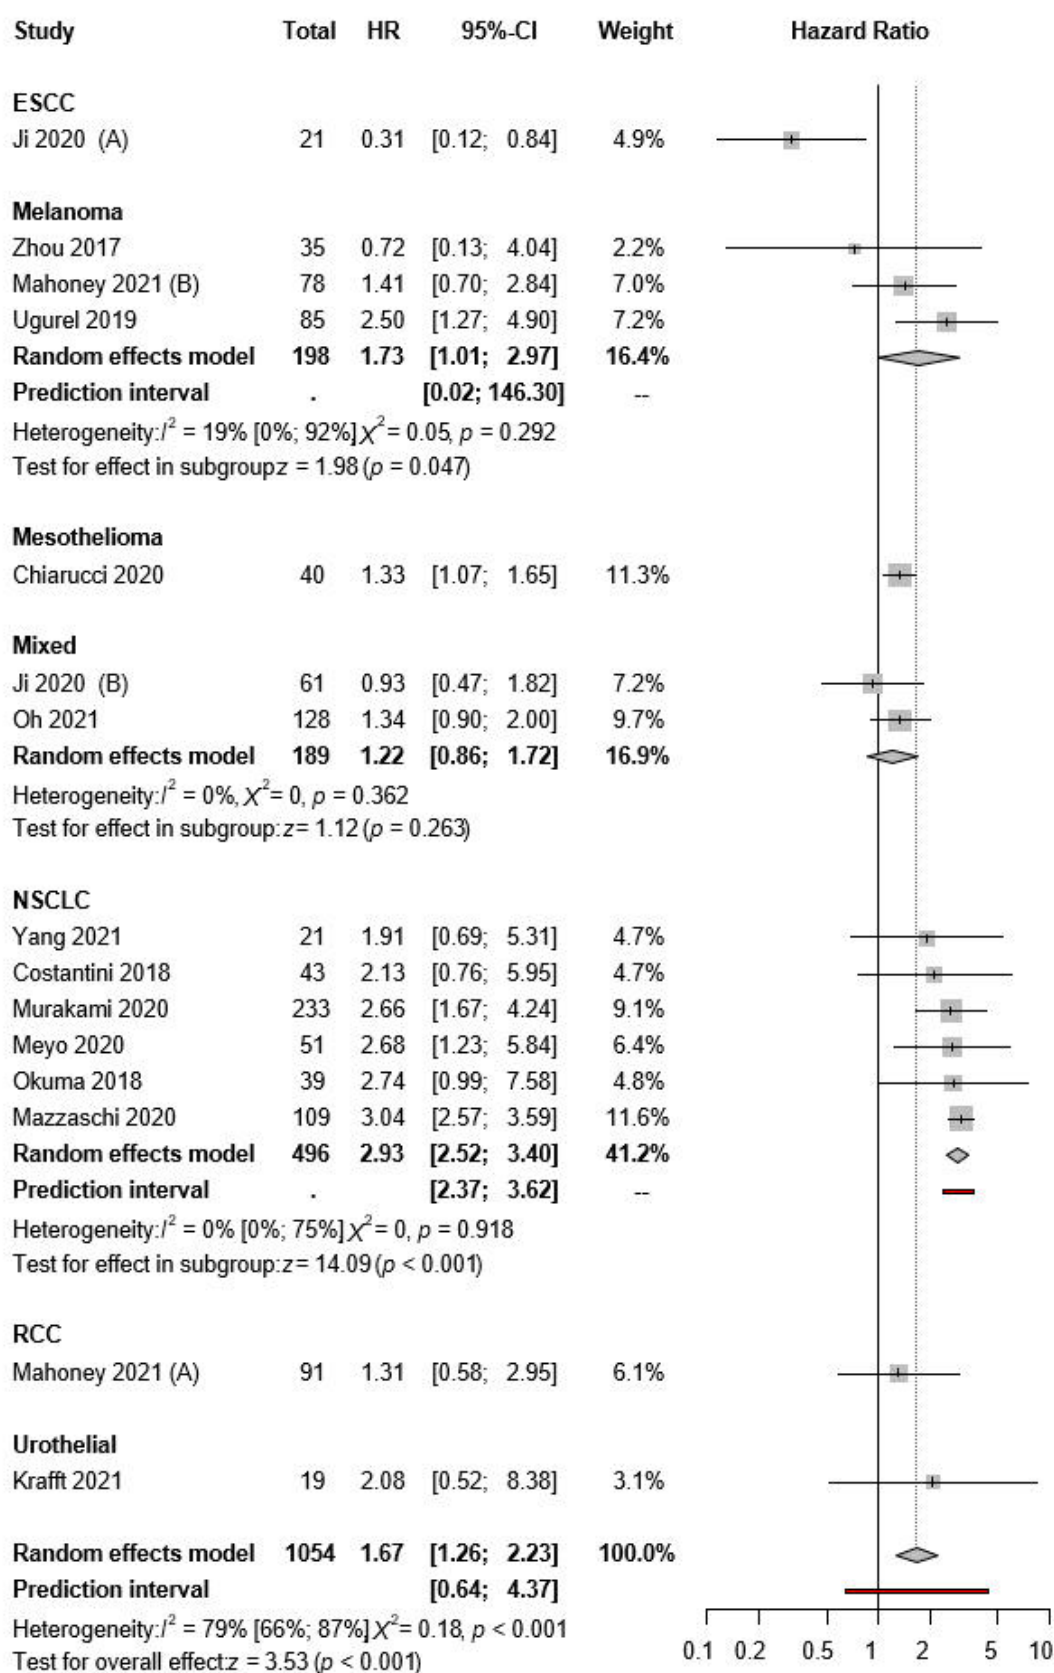 Study Total HR 95%-CI Weight Hazard Ratio
ESCC
Ji 2020 (A) 21 0.31 [0.12; 0.84] 4.9%
Melanoma
Zhou 2017 35 0.72 [0.13; 4.04] 2.2%
Mahoney 2021 (B) 78 1.41 [0.70; 2.84] 7.0%
Ugurel 2019 85 2.50 [1.27; 4.90] 7.2%
Random effects model 198 1.73 [1.01; 2.97] 16.4%
Prediction interval . [0.02; 146.30] --
Heterogeneity: I² = 19% [0%; 92%] X² = 0.05, p = 0.292
Test for effect in subgroup z = 1.98 (p = 0.047)
Mesothelioma
Chiarucci 2020 40 1.33 [1.07; 1.65] 11.3%
Mixed
Ji 2020 (B) 61 0.93 [0.47; 1.82] 7.2%
Oh 2021 128 1.34 [0.90; 2.00] 9.7%
Random effects model 189 1.22 [0.86; 1.72] 16.9%
Heterogeneity: I² = 0%, X² = 0, p = 0.362
Test for effect in subgroup: z = 1.12 (p = 0.263)
NSCLC
Yang 2021 21 1.91 [0.69; 5.31] 4.7%
Costantini 2018 43 2.13 [0.76; 5.95] 4.7%
Murakami 2020 233 2.66 [1.67; 4.24] 9.1%
Meyo 2020 51 2.68 [1.23; 5.84] 6.4%
Okuma 2018 39 2.74 [0.99; 7.58] 4.8%
Mazzaschi 2020 109 3.04 [2.57; 3.59] 11.6%
Random effects model 496 2.93 [2.52; 3.40] 41.2%
Prediction interval . [2.37; 3.62] --
Heterogeneity: I² = 0% [0%; 75%] X² = 0, p = 0.918
Test for effect in subgroup: z = 14.09 (p < 0.001)
RCC
Mahoney 2021 (A) 91 1.31 [0.58; 2.95] 6.1%
Urothelial
Krafft 2021 19 2.08 [0.52; 8.38] 3.1%
Random effects model 1054 1.67 [1.26; 2.23] 100.0%
Prediction interval [0.64; 4.37]
Heterogeneity: I² = 79% [66%; 87%] X² = 0.18, p < 0.001
Test for overall effect: z = 3.53 (p < 0.001)
0.1 0.2 0.5 1 2 5 10